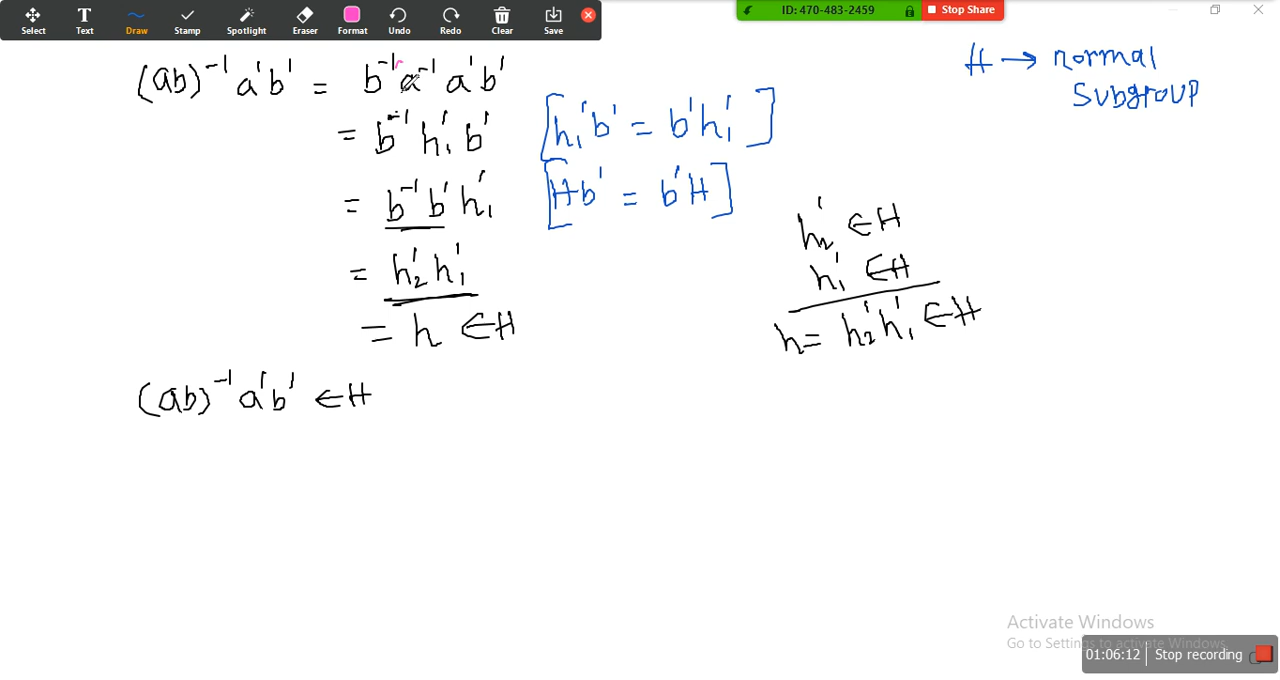 Select Text Draw Stamp Spotlight Eraser Format Undo Redo Clear Save
ID: 470-483-2459 Stop Share
H → normal
subgroup
(ab)⁻¹ a'b' = b⁻¹ a⁻¹ a' b'
= b⁻¹ h₁' b' [h₁'b' = b'h₁']
= b⁻¹ b' h₁' [Hb' = b'H]
= h₂' h₁'
= h ∈ H
h₂' ∈ H
h₁' ∈ H
h = h₂' h₁' ∈ H
(ab)⁻¹ a'b' ∈ H
Activate Windows
Go to Settings to activate Windows.
01:06:12 Stop recording